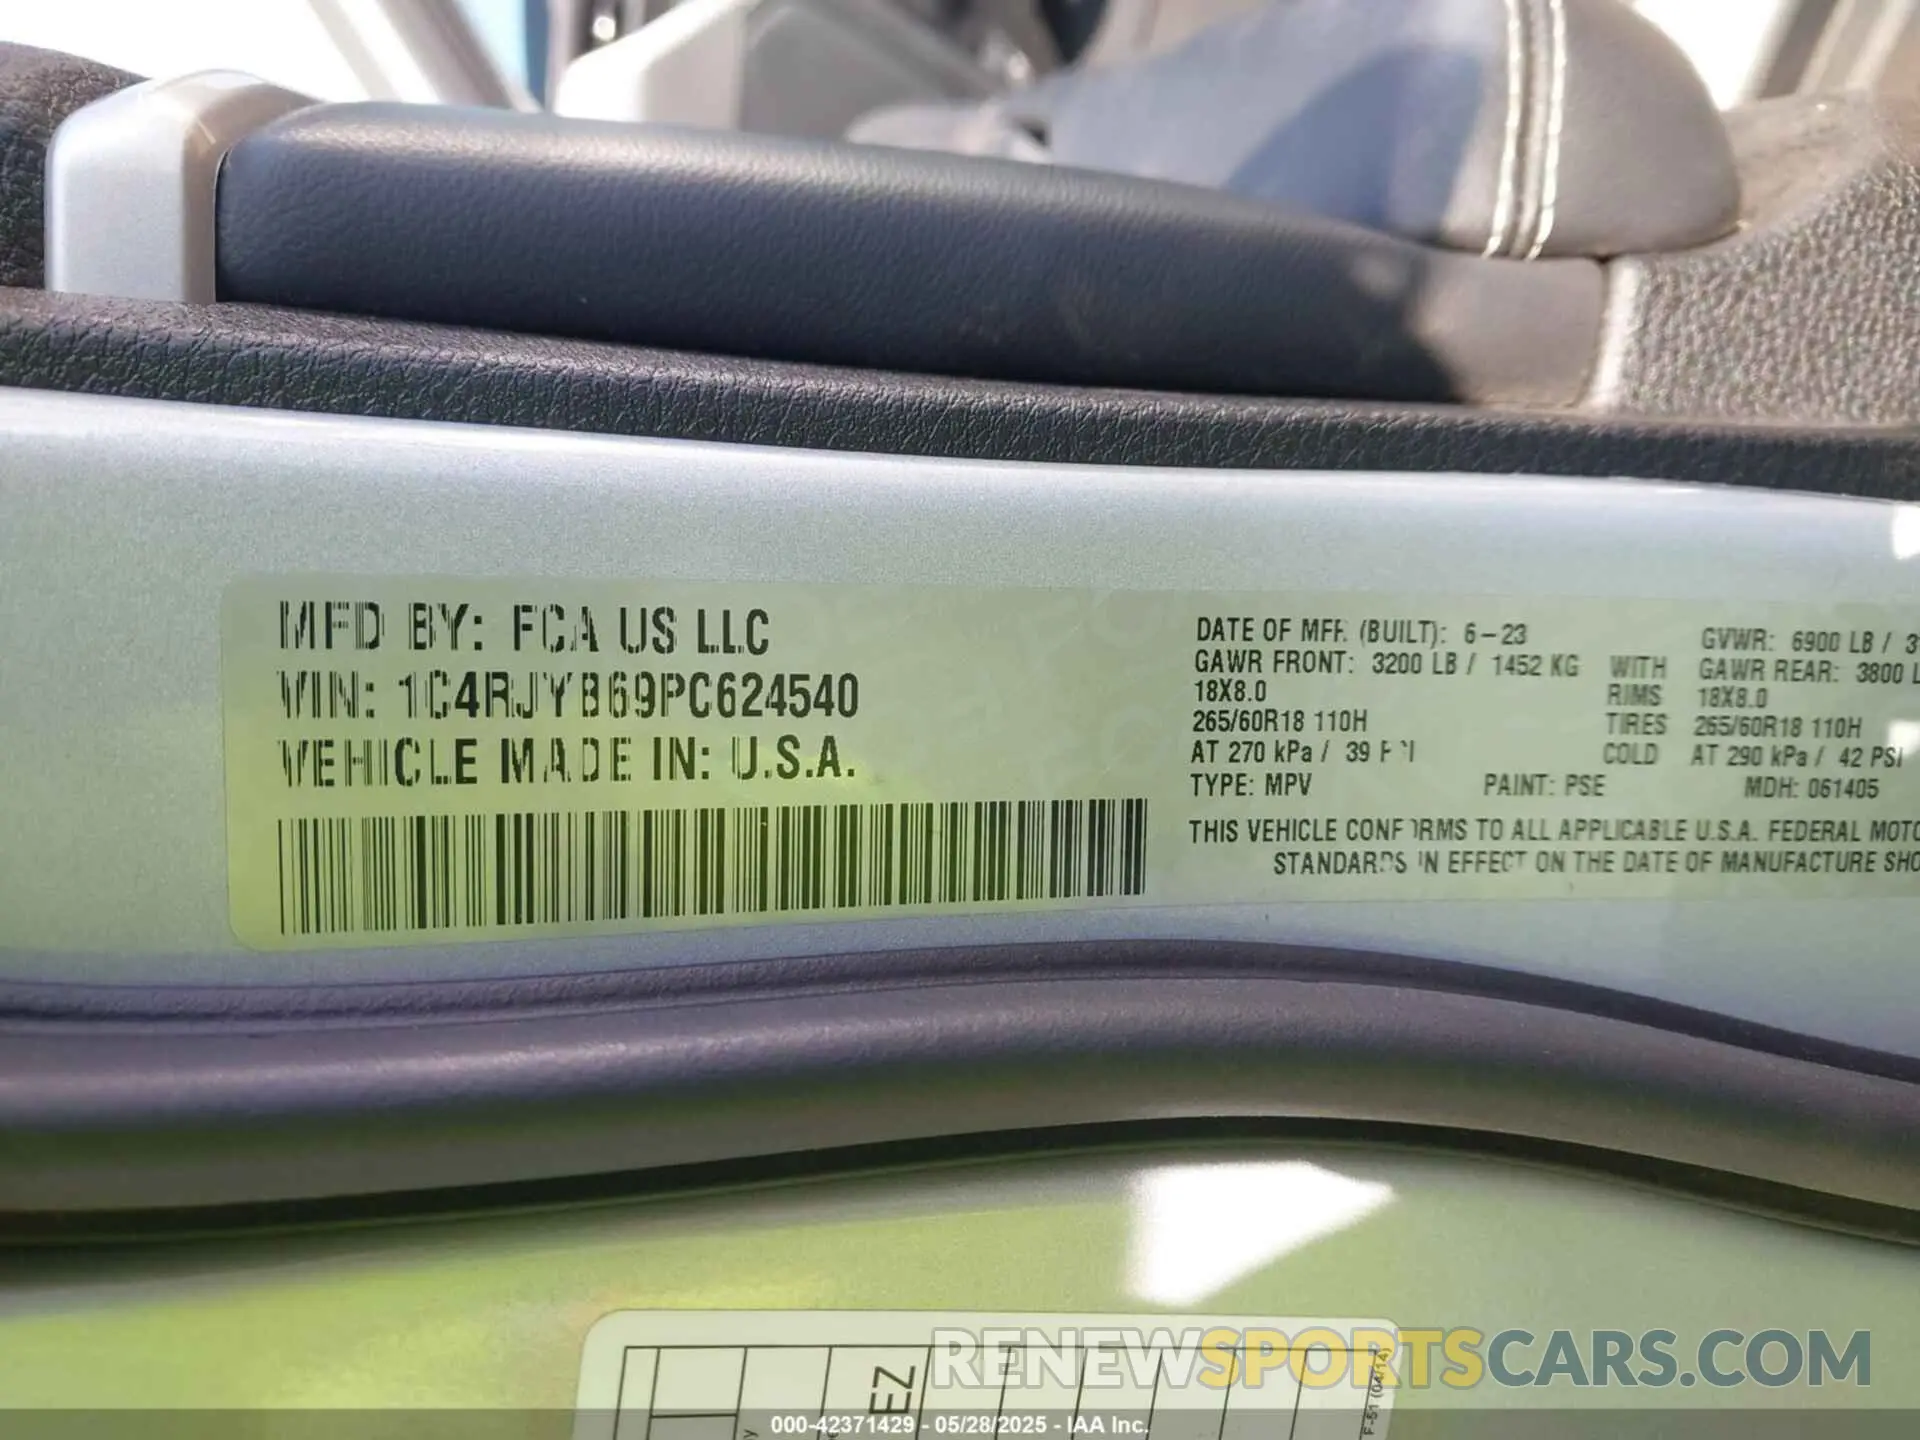 MFD BY: FCA US LLC
VIN: 1C4RJYB69PC624540
VEHICLE MADE IN: U.S.A.
DATE OF MFR. (BUILT): 6-23
GVWR: 6900 LB /
GAWR FRONT: 3200 LB / 1452 KG WITH GAWR REAR: 3800 L
18X8.0 RIMS 18X8.0
265/60R18 110H TIRES 265/60R18 110H
AT 270 kPa / 39 PSI COLD AT 290 kPa / 42 PSI
TYPE: MPV PAINT: PSE MDH: 061405
THIS VEHICLE CONFORMS TO ALL APPLICABLE U.S.A. FEDERAL MOTO
STANDARDS IN EFFECT ON THE DATE OF MANUFACTURE SHO
EZ
F-51 (04/14)
RENEWSPORTSCARS.COM
000-42371429 - 05/28/2025 - IAA Inc.